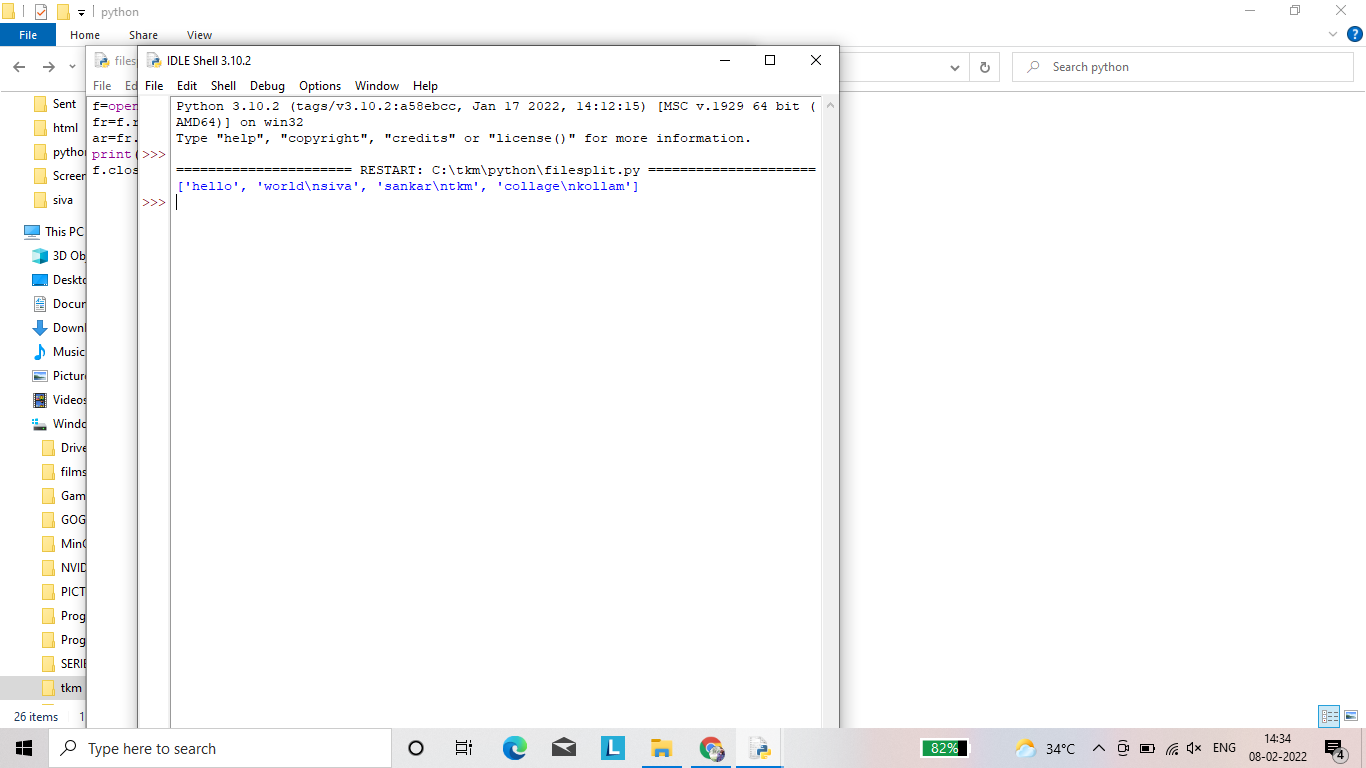 python
File
Home
Share
View
Search python
files
File
Ed
IDLE Shell 3.10.2
File Edit Shell Debug Options Window Help
f=open
fr=f.r
ar=fr.
print(
f.clos
Python 3.10.2 (tags/v3.10.2:a58ebcc, Jan 17 2022, 14:12:15) [MSC v.1929 64 bit (
AMD64)] on win32
Type "help", "copyright", "credits" or "license()" for more information.
>>>
====================== RESTART: C:\tkm\python\filesplit.py =====================
['hello', 'world\nsiva', 'sankar\ntkm', 'collage\nkollam']
>>>
Sent
html
pytho
Screer
siva
This PC
3D Ob
Deskto
Docur
Downl
Music
Picture
Videos
Windo
Drive
films
Gam
GOG
MinG
NVID
PICT
Prog
Prog
SERIE
tkm
26 items
1
Type here to search
L
82%
34°C
ENG
14:34
08-02-2022
4